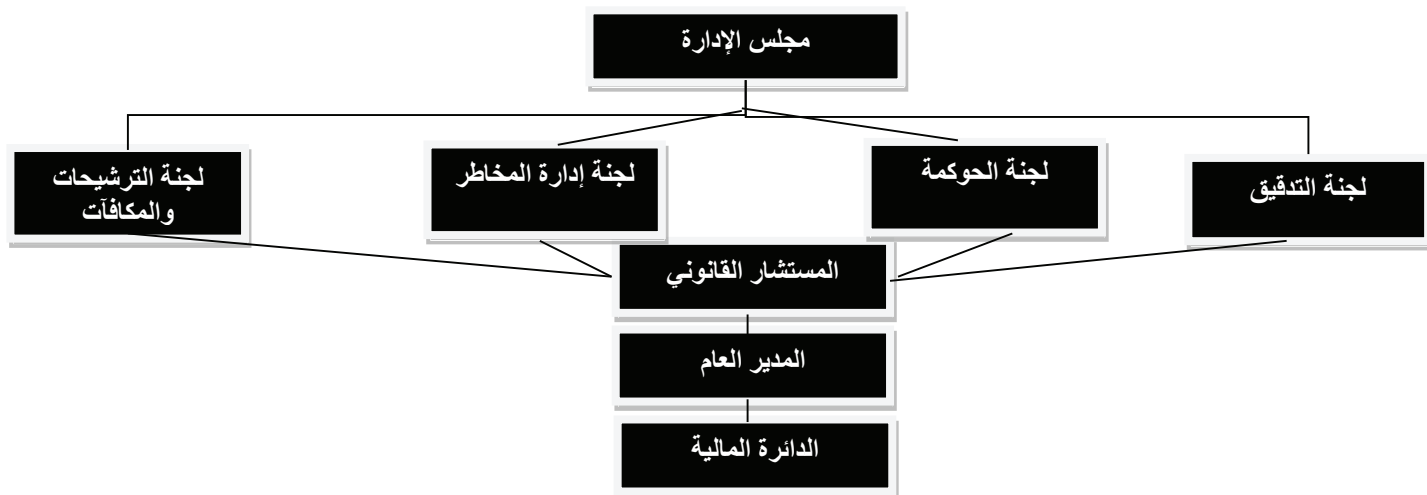 مجلس الإدارة
لجنة التدقيق
لجنة الحوكمة
لجنة إدارة المخاطر
لجنة الترشيحات
والمكافآت
المستشار القانوني
المدير العام
الدائرة المالية